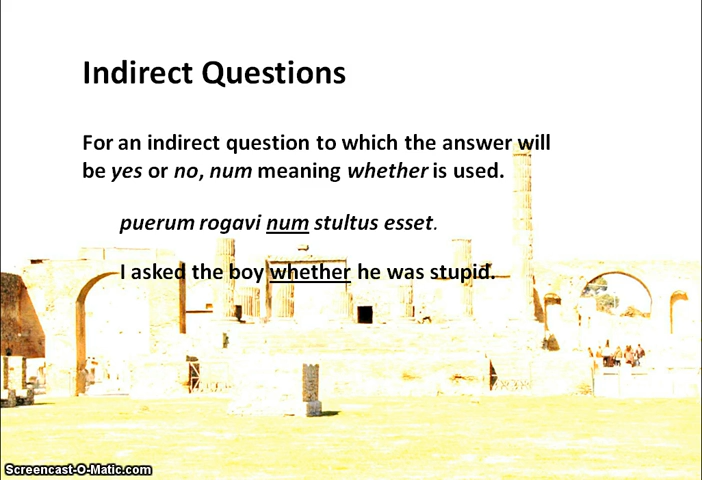 Indirect Questions
For an indirect question to which the answer will
be yes or no, num meaning whether is used.
puerum rogavi num stultus esset.
I asked the boy whether he was stupid.
Screencast-O-Matic.com